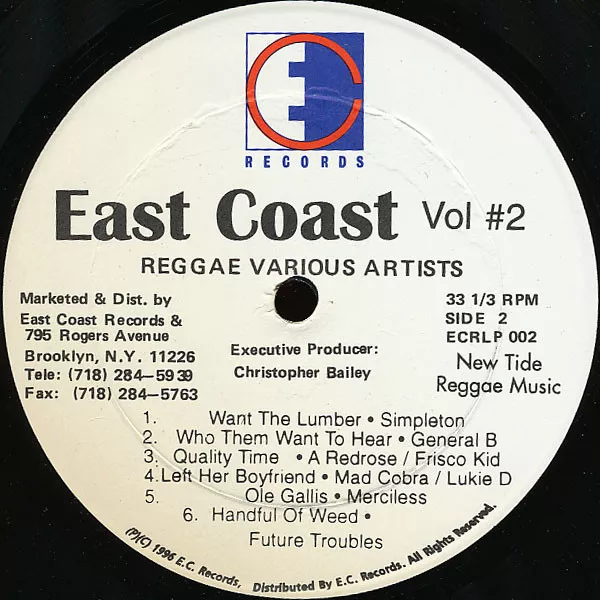 EC
RECORDS
East Coast Vol #2
REGGAE VARIOUS ARTISTS
Marketed & Dist. by
East Coast Records &
795 Rogers Avenue
Brooklyn, N.Y. 11226
Tele: (718) 284-5939
Fax: (718) 284-5763
Executive Producer:
Christopher Bailey
33 1/3 RPM
SIDE 2
ECRLP 002
New Tide
Reggae Music
1. Want The Lumber • Simpleton
2. Who Them Want To Hear • General B
3. Quality Time • A Redrose / Frisco Kid
4. Left Her Boyfriend • Mad Cobra / Lukie D
5. Ole Gallis • Merciless
6. Handful Of Weed •
Future Troubles
(P)(C) 1996 E.C. Records, Distributed By E.C. Records. All Rights Reserved.